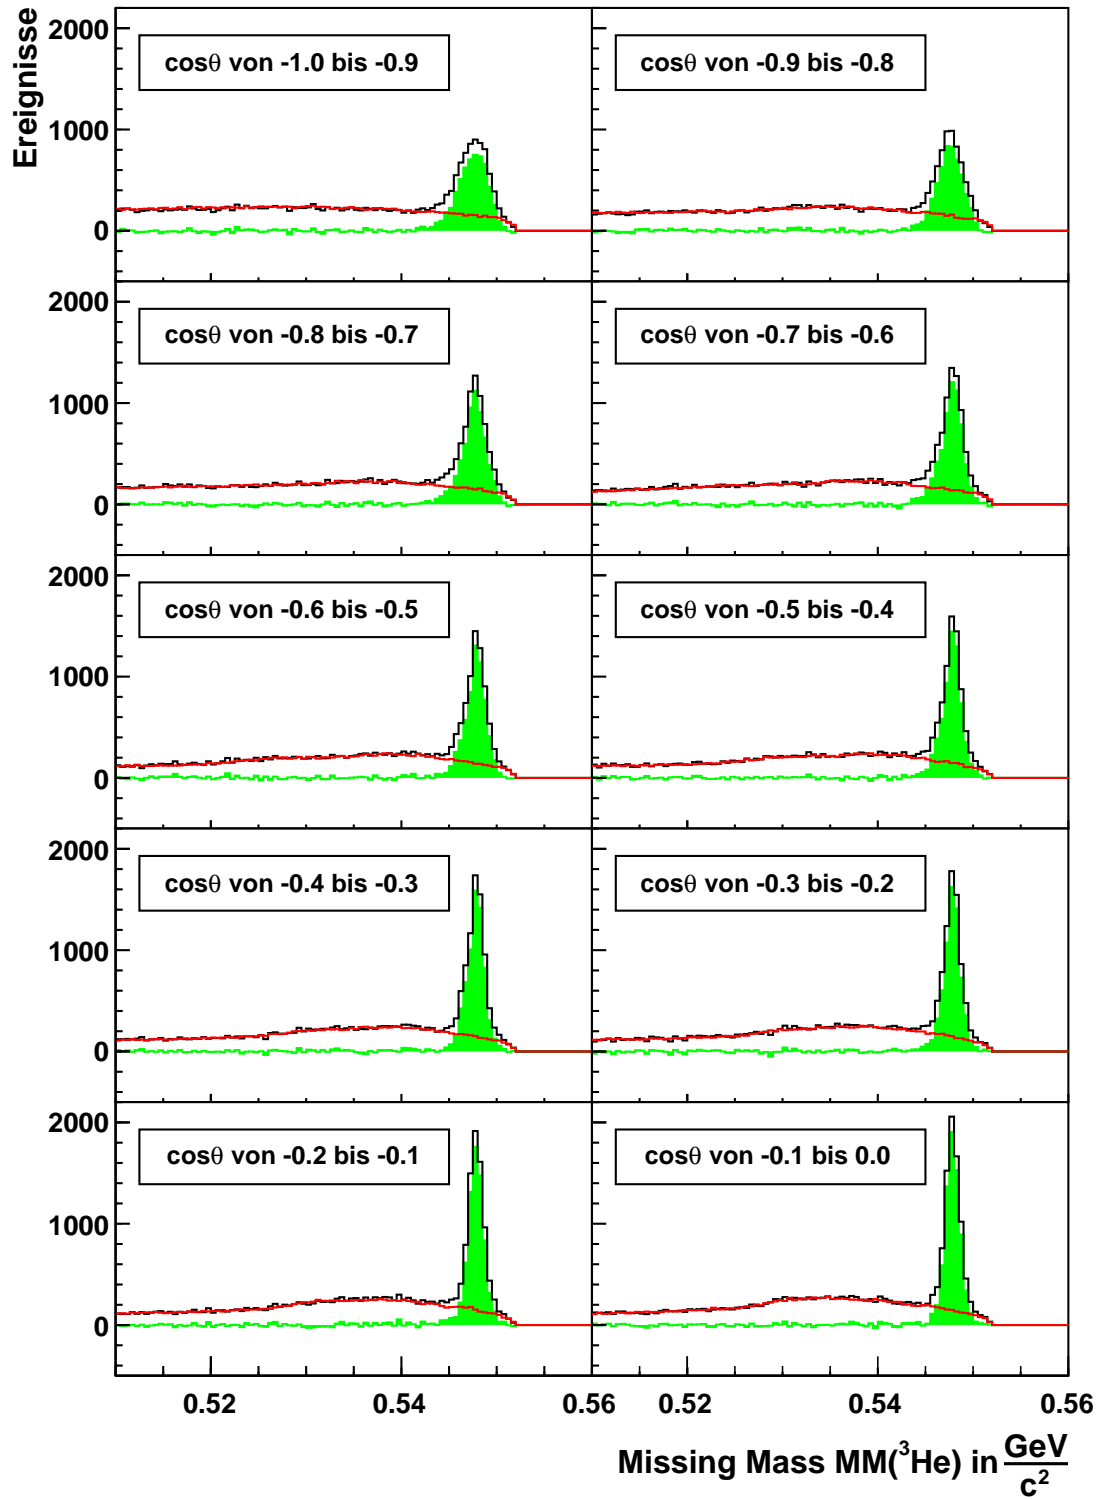 Ereignisse
2000
cosθ von -1.0 bis -0.9
cosθ von -0.9 bis -0.8
1000
0
2000
cosθ von -0.8 bis -0.7
cosθ von -0.7 bis -0.6
1000
0
2000
cosθ von -0.6 bis -0.5
cosθ von -0.5 bis -0.4
1000
0
2000
cosθ von -0.4 bis -0.3
cosθ von -0.3 bis -0.2
1000
0
2000
cosθ von -0.2 bis -0.1
cosθ von -0.1 bis 0.0
1000
0
0.52 0.54 0.56 0.52 0.54 0.56
Missing Mass MM(³He) in GeV/c²